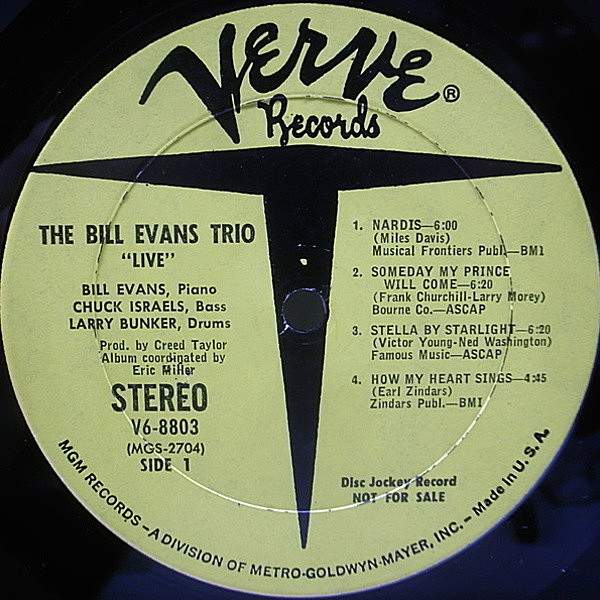 Verve®
Records
THE BILL EVANS TRIO
"LIVE"
BILL EVANS, Piano
CHUCK ISRAELS, Bass
LARRY BUNKER, Drums
Prod. by Creed Taylor
Album coordinated by
Eric Miller
STEREO
V6-8803
(MGS-2704)
SIDE 1
1. NARDIS—6:00
(Miles Davis)
Musical Frontiers Publ.—BMI
2. SOMEDAY MY PRINCE
WILL COME—6:20
(Frank Churchill-Larry Morey)
Bourne Co.—ASCAP
3. STELLA BY STARLIGHT—6:20
(Victor Young-Ned Washington)
Famous Music—ASCAP
4. HOW MY HEART SINGS—4:45
(Earl Zindars)
Zindars Publ.—BMI
Disc Jockey Record
NOT FOR SALE
MGM RECORDS – A DIVISION OF METRO-GOLDWYN-MAYER, INC. – Made in U. S. A.